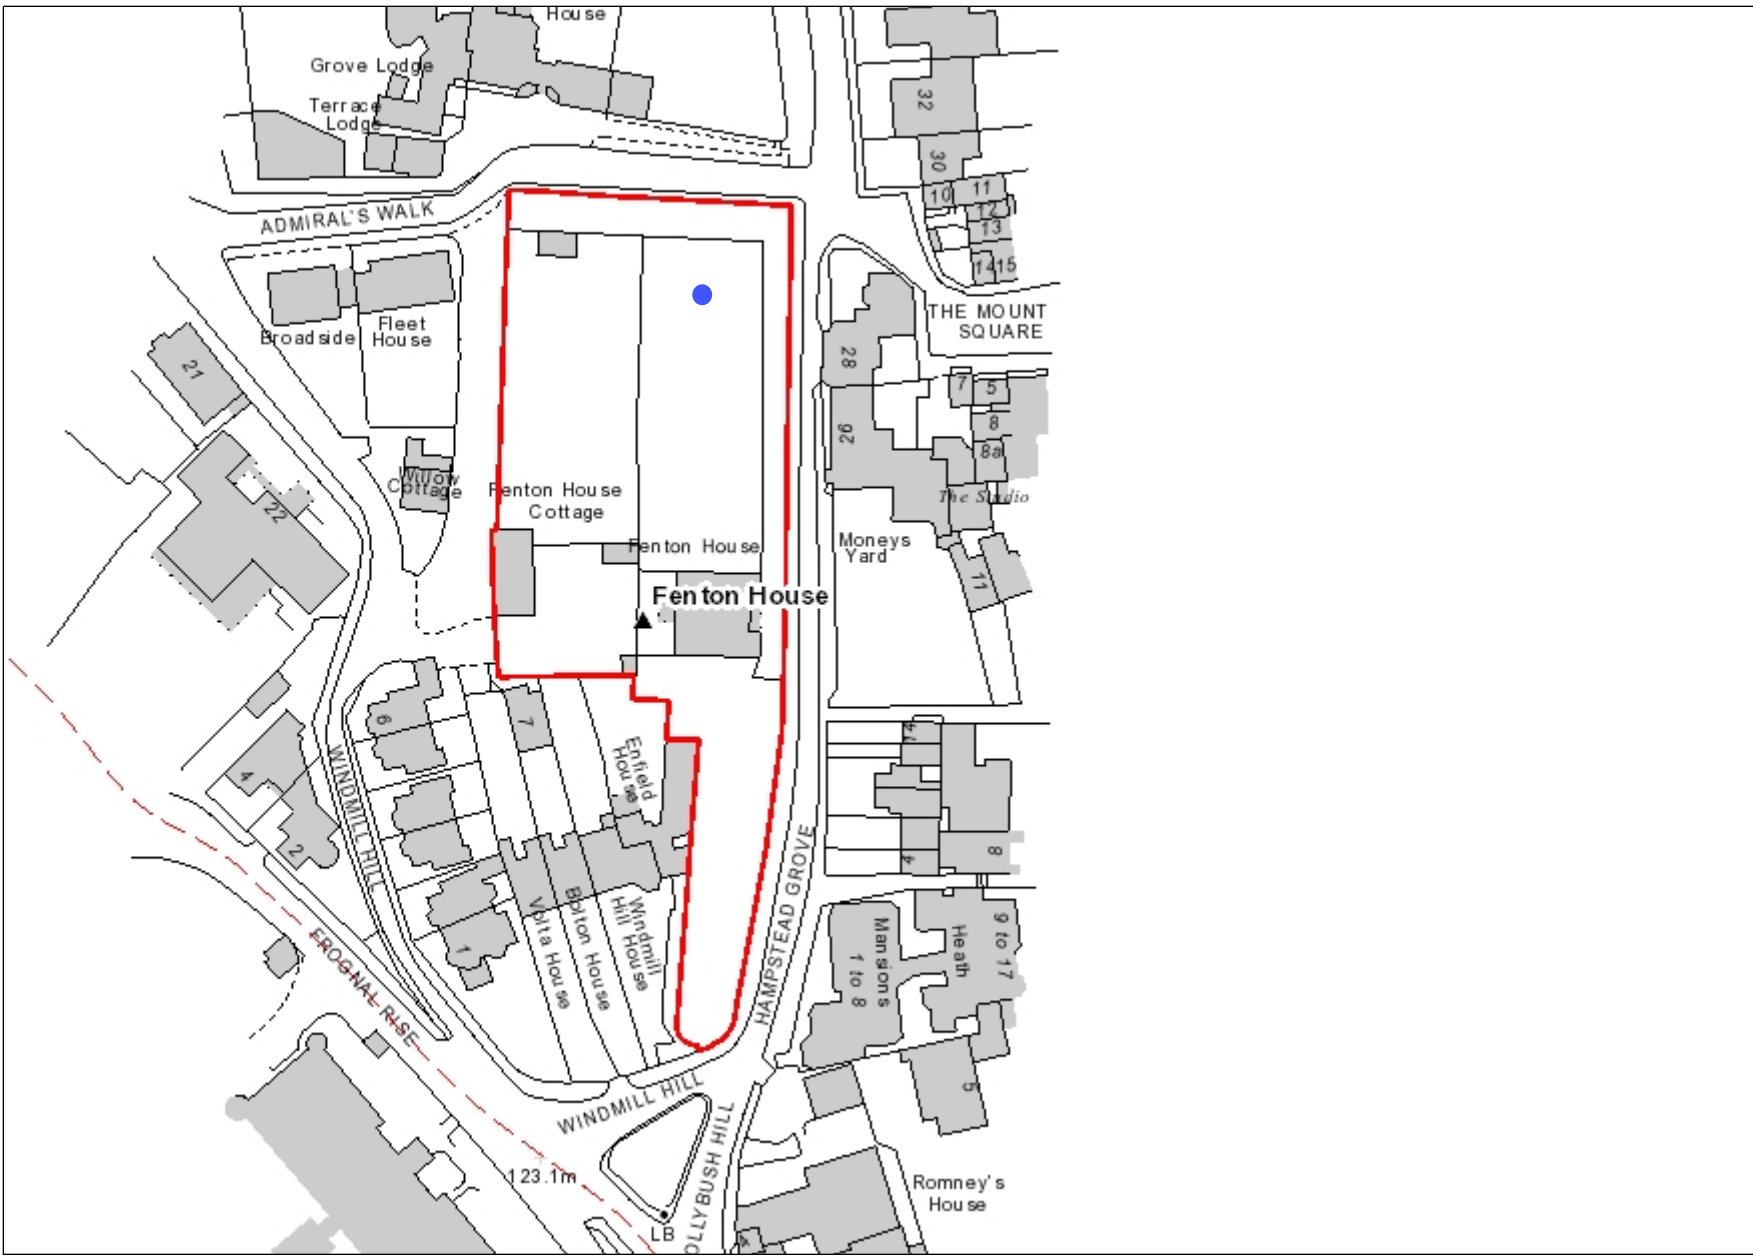 House
Grove Lodge
Terrace
Lodge
32
30
10
11
12
13
14
15
ADMIRAL'S WALK
THE MOUNT
SQUARE
Broadside
Fleet
House
21
28
26
7
5
8
8a
The Studio
Willow
Cottage
Fenton House
Cottage
22
Moneys
Yard
Fenton House
11
Fenton House
6
7
Enfield
House
4
2
WINDMILL HILL
4
8
HAMPSTEAD GROVE
1
Volta House
Bolton House
Windmill
Hill House
Mansions
1 to 8
Heath
9 to 17
FROGNAL RISE
5
WINDMILL HILL
OLLYBUSH HILL
123.1m
Romney's
House
LB